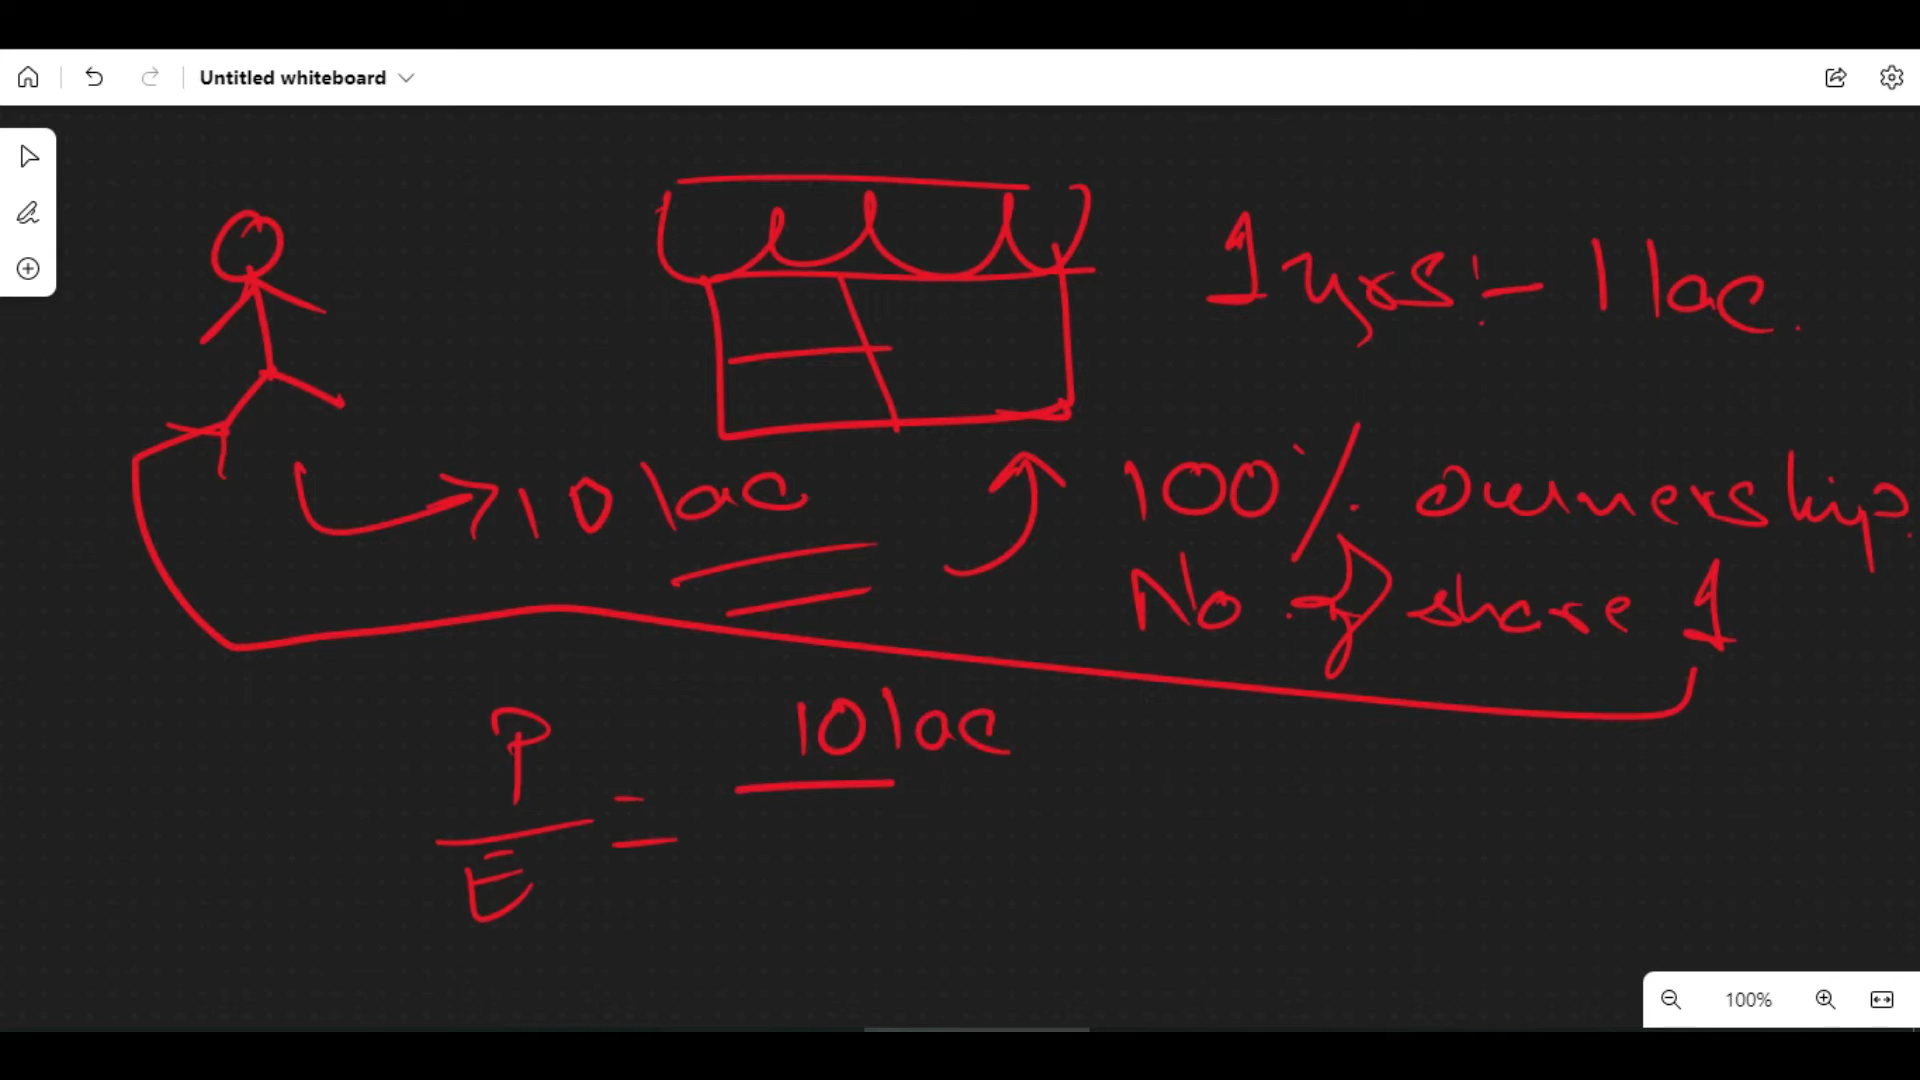 Untitled whiteboard
1 yrs :- 1 lac.
10 lac
100% ownership.
No of share 1
P/E = 10 lac
100%